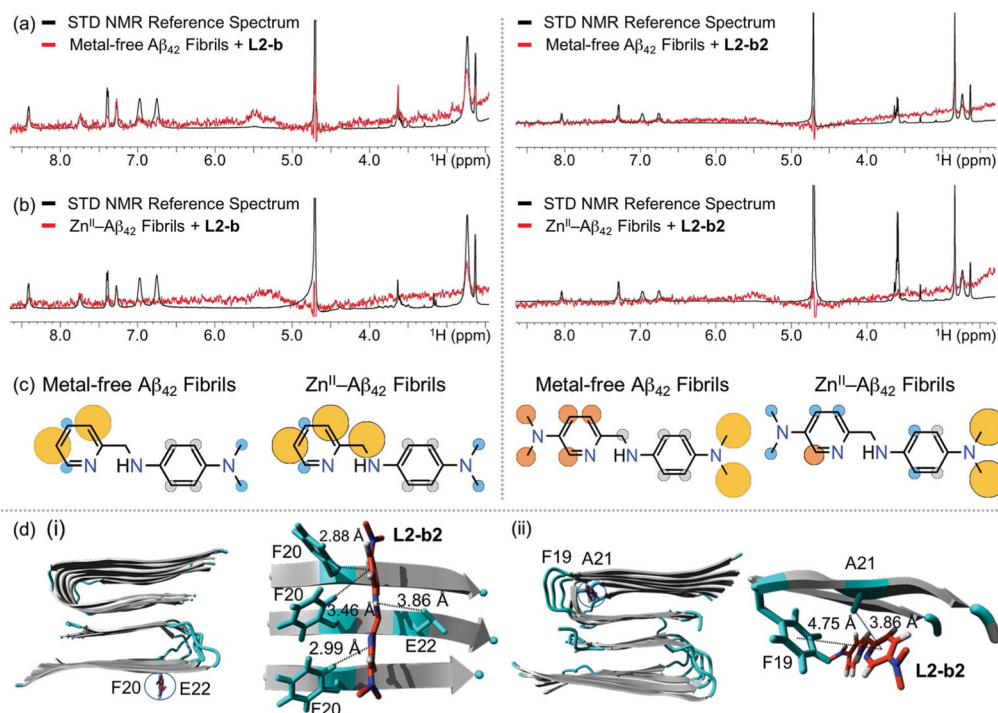 (a) STD NMR Reference Spectrum
Metal-free Aβ42 Fibrils + L2-b
8.0 7.0 6.0 5.0 4.0 ¹H (ppm)
STD NMR Reference Spectrum
Metal-free Aβ42 Fibrils + L2-b2
8.0 7.0 6.0 5.0 4.0 ¹H (ppm)
(b) STD NMR Reference Spectrum
Znᴵᴵ–Aβ42 Fibrils + L2-b
8.0 7.0 6.0 5.0 4.0 ¹H (ppm)
STD NMR Reference Spectrum
Znᴵᴵ–Aβ42 Fibrils + L2-b2
8.0 7.0 6.0 5.0 4.0 ¹H (ppm)
(c) Metal-free Aβ42 Fibrils Znᴵᴵ–Aβ42 Fibrils
N HN N N HN N
Metal-free Aβ42 Fibrils Znᴵᴵ–Aβ42 Fibrils
N N HN N N N HN N
(d) (i)
F20 E22
2.88 Å L2-b2
F20
F20
3.46 Å 3.86 Å
E22
2.99 Å
F20
(ii)
F19 A21
A21
4.75 Å 3.86 Å
F19
L2-b2